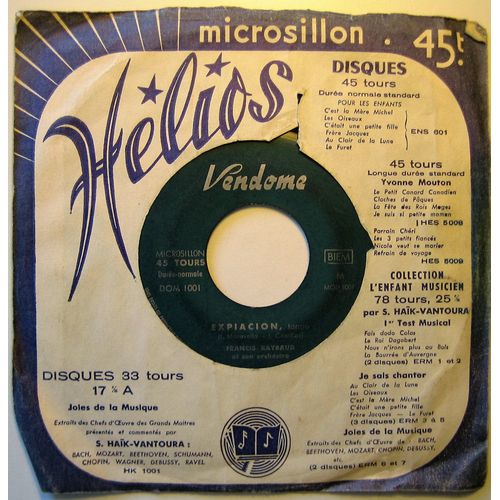 microsillon . 45t.
Hélios
DISQUES
45 tours
Durée normale standard
POUR LES ENFANTS
C'est la Mère Michel
Les Oiseaux
C'était une petite fille
Frère Jacques
Au Clair de la Lune
Le Furet
ENS 601
45 tours
Longue durée standard
Yvonne Mouton
Le Petit Canard Canadien
Cloches de Pâques
La Fête des Rois Mages
Je suis si petite maman
HES 5008
Parrain Chéri
Les 3 petits fiancés
Nicole veut se marier
Refrain de voyage
HES 5009
COLLECTION
L'ENFANT MUSICIEN
78 tours, 25 %
par S. HAÏK-VANTOURA
1er Test Musical
Fais dodo Colas
Le Roi Dagobert
Nous n'irons plus au Bois
La Bourrée d'Auvergne
(2 disques) ERM 1 et 2
Je sais chanter
Au Clair de la Lune
Les Oiseaux
C'est la Mère Michel
C'était une petite fille
Frère Jacques — Le Furet
(3 disques) ERM 3 à 5
Joies de la Musique
Extraits des Chefs d'Œuvre de : BACH,
BEETHOVEN, MOZART, CHOPIN, DEBUSSY,
etc.
(2 disques) ERM 6 et 7
Vendome
MICROSILLON
45 TOURS
Durée normale
DOM 1001
BIEM
M
EXPIACION, tango
FRANCIS RAYBAUD
et son orchestre
DISQUES 33 tours
17 % A
Joies de la Musique
Extraits des Chefs d'Œuvre des Grands Maîtres
présentés et commentés par
S. HAÏK-VANTOURA :
BACH, MOZART, BEETHOVEN, SCHUMANN,
CHOPIN, WAGNER, DEBUSSY, RAVEL
HK 1001